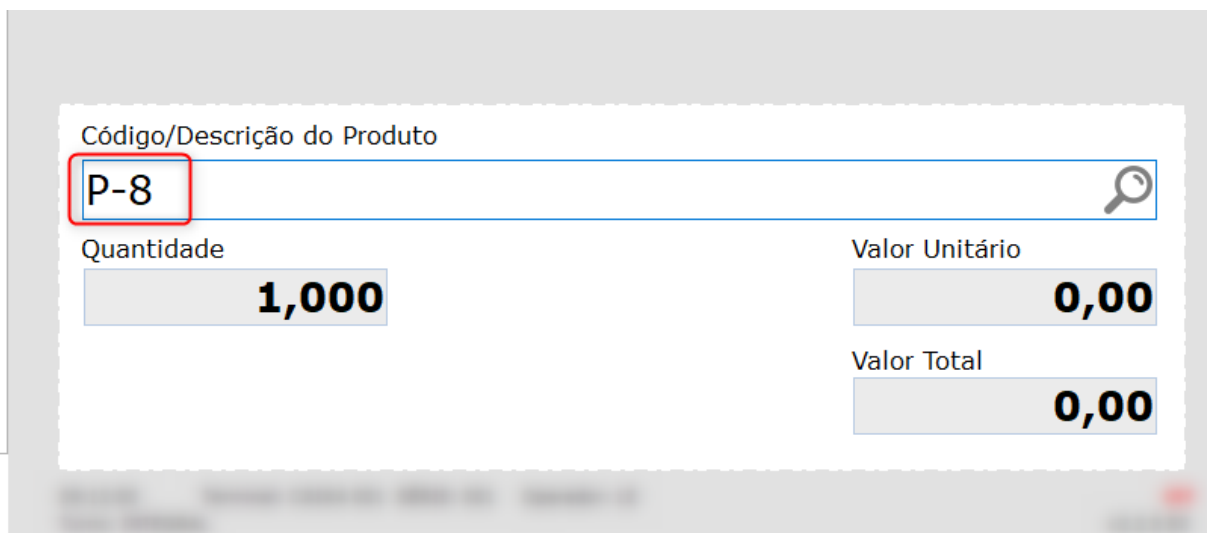 Código/Descrição do Produto
P-8
Quantidade
Valor Unitário
1,000
0,00
Valor Total
0,00